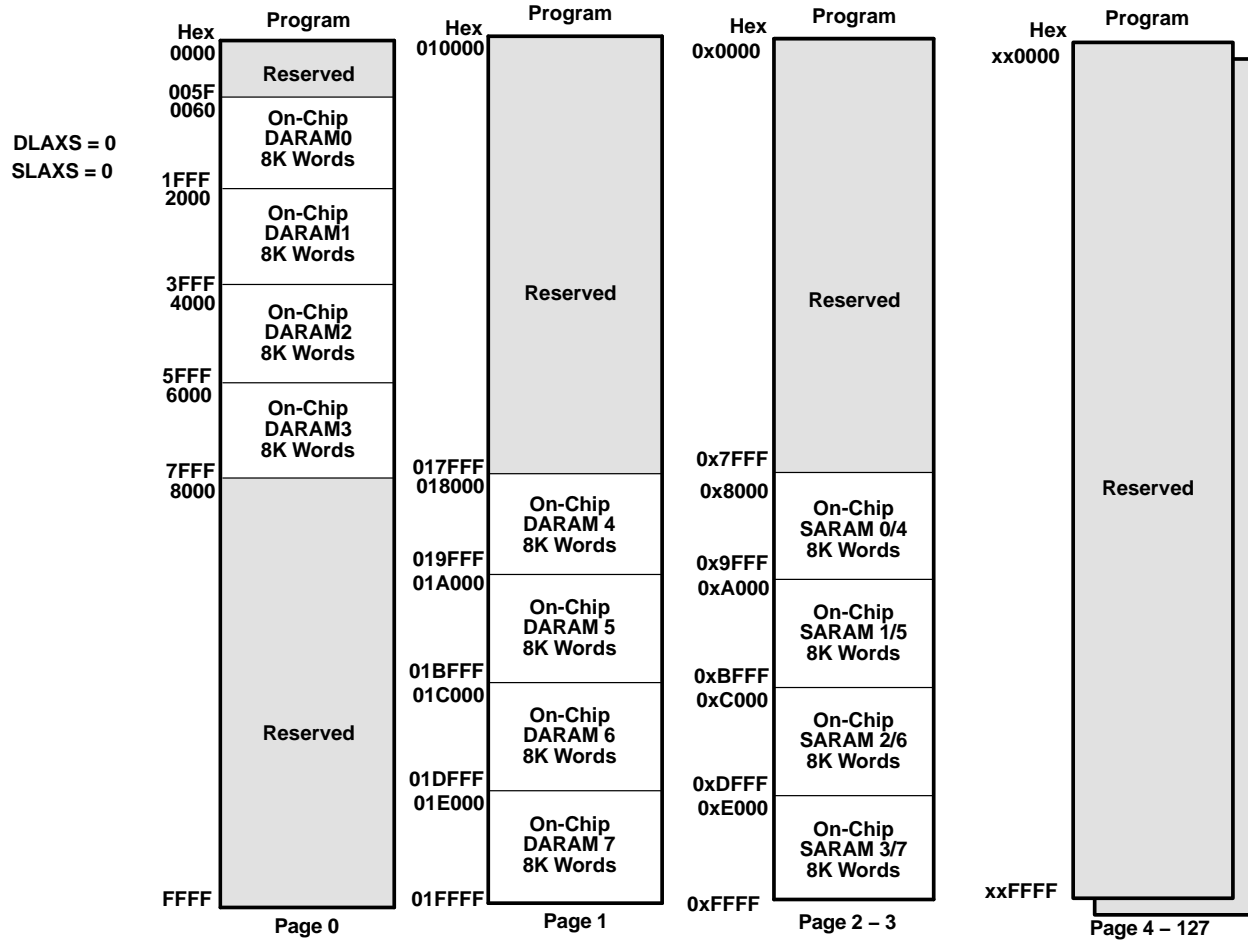 DLAXS = 0
SLAXS = 0
Hex
Program
0000
Reserved
005F
0060
On-Chip
DARAM0
8K Words
1FFF
2000
On-Chip
DARAM1
8K Words
3FFF
4000
On-Chip
DARAM2
8K Words
5FFF
6000
On-Chip
DARAM3
8K Words
7FFF
8000
Reserved
FFFF
Page 0
Hex
Program
010000
Reserved
017FFF
018000
On-Chip
DARAM 4
8K Words
019FFF
01A000
On-Chip
DARAM 5
8K Words
01BFFF
01C000
On-Chip
DARAM 6
8K Words
01DFFF
01E000
On-Chip
DARAM 7
8K Words
01FFFF
Page 1
Hex
Program
0x0000
Reserved
0x7FFF
0x8000
On-Chip
SARAM 0/4
8K Words
0x9FFF
0xA000
On-Chip
SARAM 1/5
8K Words
0xBFFF
0xC000
On-Chip
SARAM 2/6
8K Words
0xDFFF
0xE000
On-Chip
SARAM 3/7
8K Words
0xFFFF
Page 2 – 3
Hex
Program
xx0000
Reserved
xxFFFF
Page 4 – 127